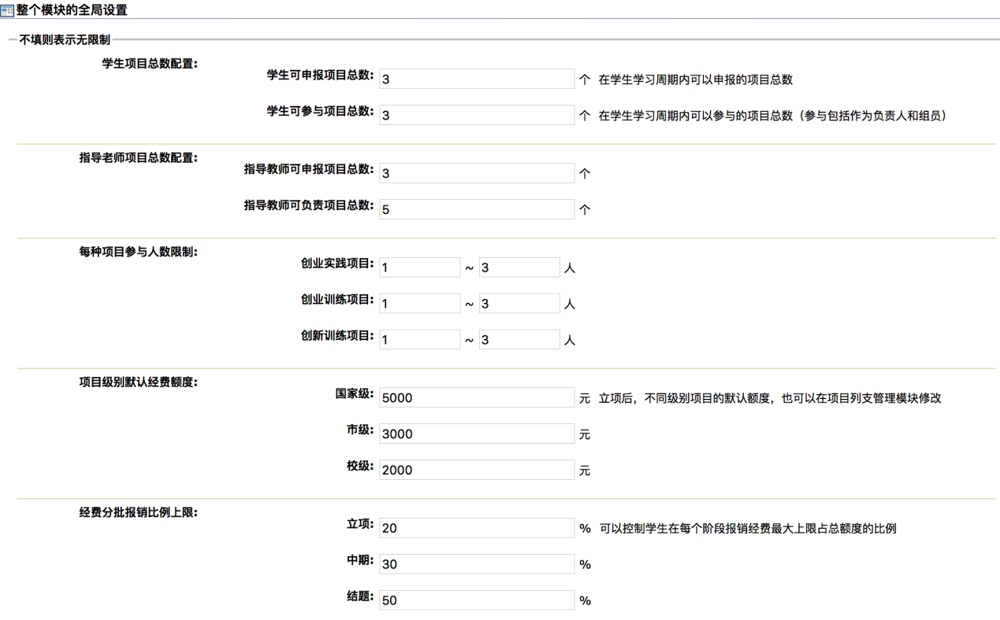 整个模块的全局设置
不填则表示无限制
学生项目总数配置:
学生可申报项目总数: 3 个 在学生学习周期内可以申报的项目总数
学生可参与项目总数: 3 个 在学生学习周期内可以参与的项目总数（参与包括作为负责人和组员）
指导老师项目总数配置:
指导教师可申报项目总数: 3 个
指导教师可负责项目总数: 5 个
每种项目参与人数限制:
创业实践项目: 1 ~ 3 人
创业训练项目: 1 ~ 3 人
创新训练项目: 1 ~ 3 人
项目级别默认经费额度:
国家级: 5000 元 立项后，不同级别项目的默认额度，也可以在项目列支管理模块修改
市级: 3000 元
校级: 2000 元
经费分批报销比例上限:
立项: 20 % 可以控制学生在每个阶段报销经费最大上限占总额度的比例
中期: 30 %
结题: 50 %